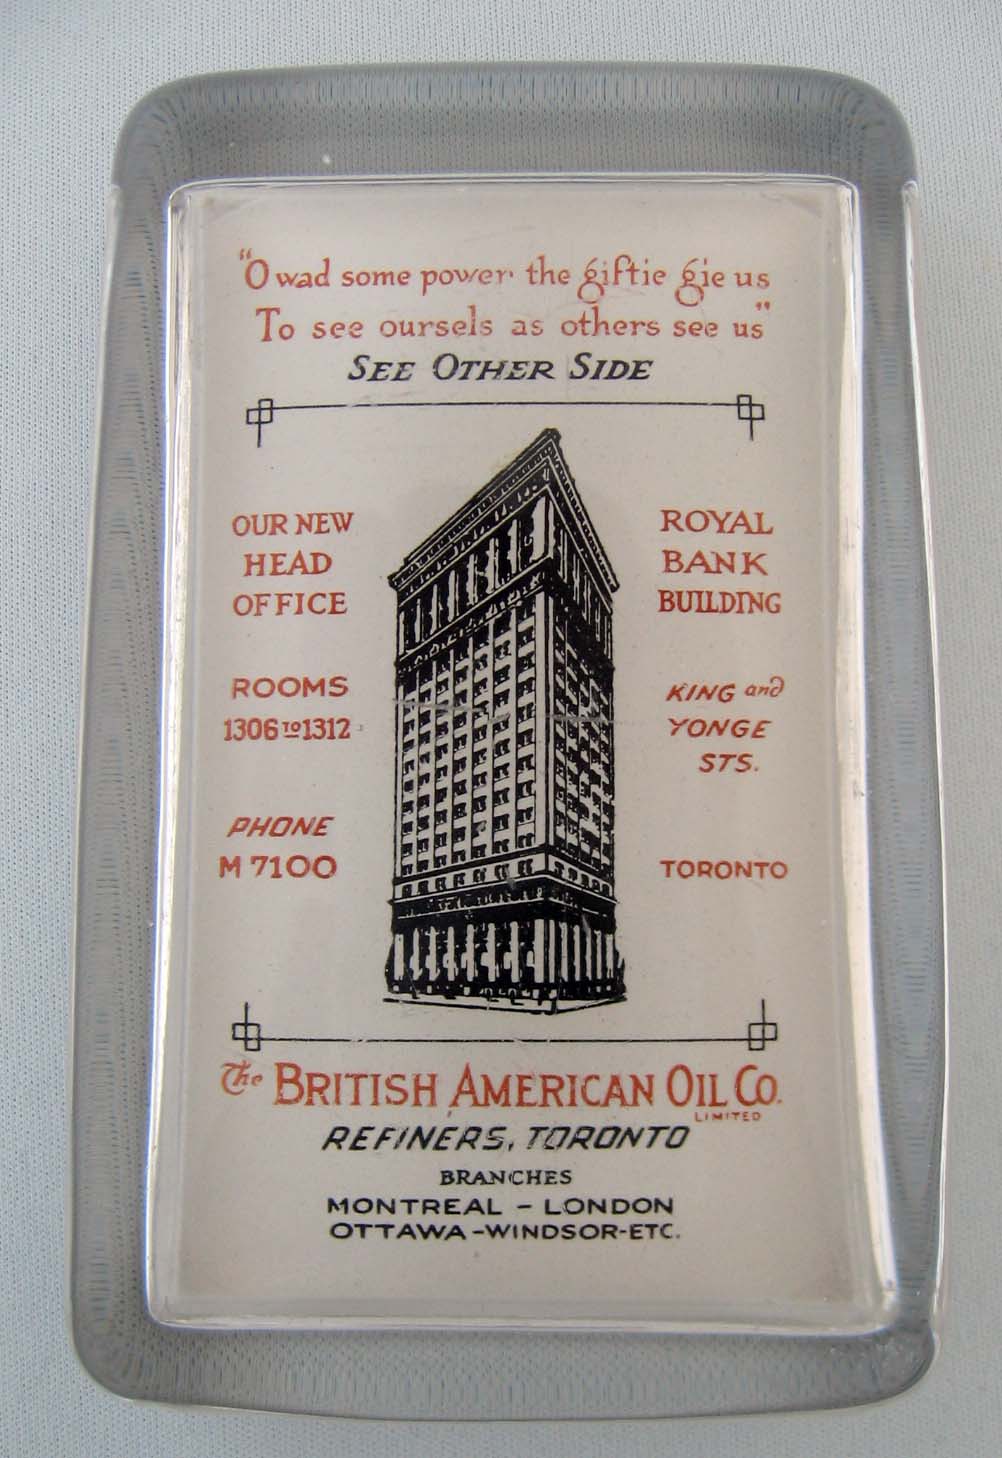 "O wad some power the giftie gie us
To see oursels as others see us"
SEE OTHER SIDE
OUR NEW
HEAD
OFFICE
ROOMS
1306 TO 1312
PHONE
M 7100
ROYAL
BANK
BUILDING
KING and
YONGE
STS.
TORONTO
The BRITISH AMERICAN OIL CO.
LIMITED
REFINERS, TORONTO
BRANCHES
MONTREAL - LONDON
OTTAWA-WINDSOR-ETC.